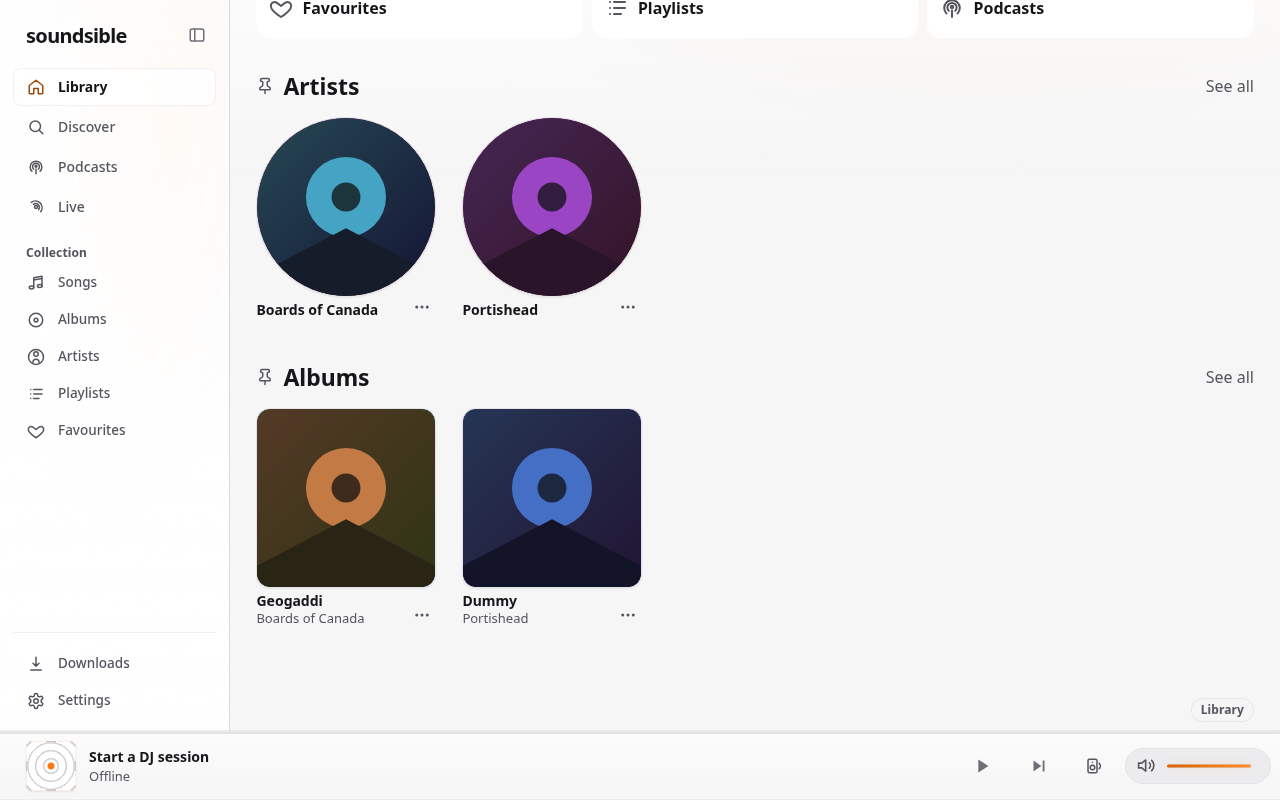 soundsible
Library
Discover
Podcasts
Live
Collection
Songs
Albums
Artists
Playlists
Favourites
Downloads
Settings
Favourites
Playlists
Podcasts
Artists
See all
Boards of Canada
Portishead
Albums
See all
Geogaddi
Boards of Canada
Dummy
Portishead
Library
Start a DJ session
Offline